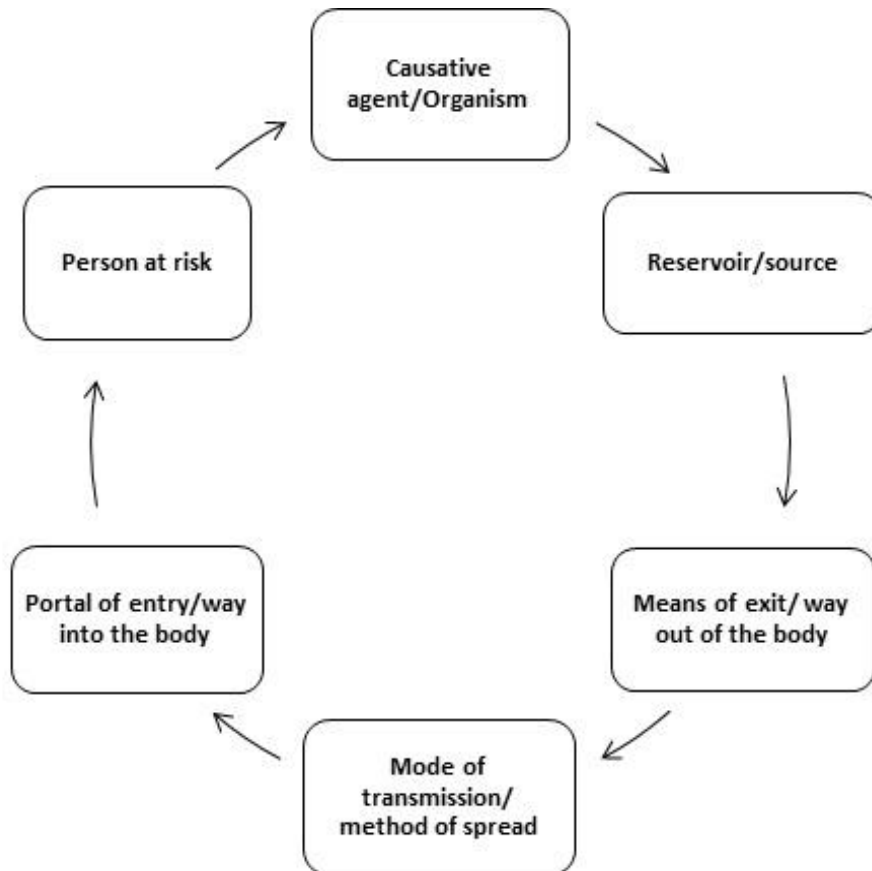 Causative
agent/Organism
Reservoir/source
Means of exit/ way
out of the body
Mode of
transmission/
method of spread
Portal of entry/way
into the body
Person at risk